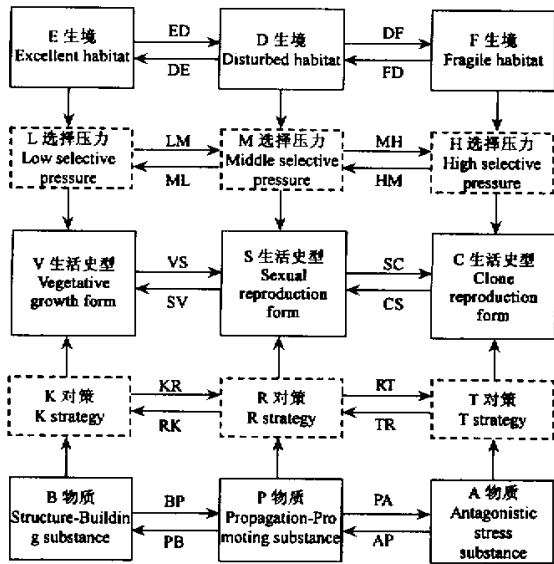 E 生境
Excellent habitat
ED
DE
D 生境
Disturbed habitat
DF
FD
F 生境
Fragile habitat
L 选择压力
Low selective
pressure
LM
ML
M 选择压力
Middle selective
pressure
MH
HM
H 选择压力
High selective
pressure
V 生活史型
Vegetative
growth form
VS
SV
S 生活史型
Sexual
reproduction
form
SC
CS
C 生活史型
Clone
reproduction
form
K 对策
K strategy
KR
RK
R 对策
R strategy
RT
TR
T 对策
T strategy
B 物质
Structure-Buildin
g substance
BP
PB
P 物质
Propagation-Pro
moting substance
PA
AP
A 物质
Antagonistic
stress
substance